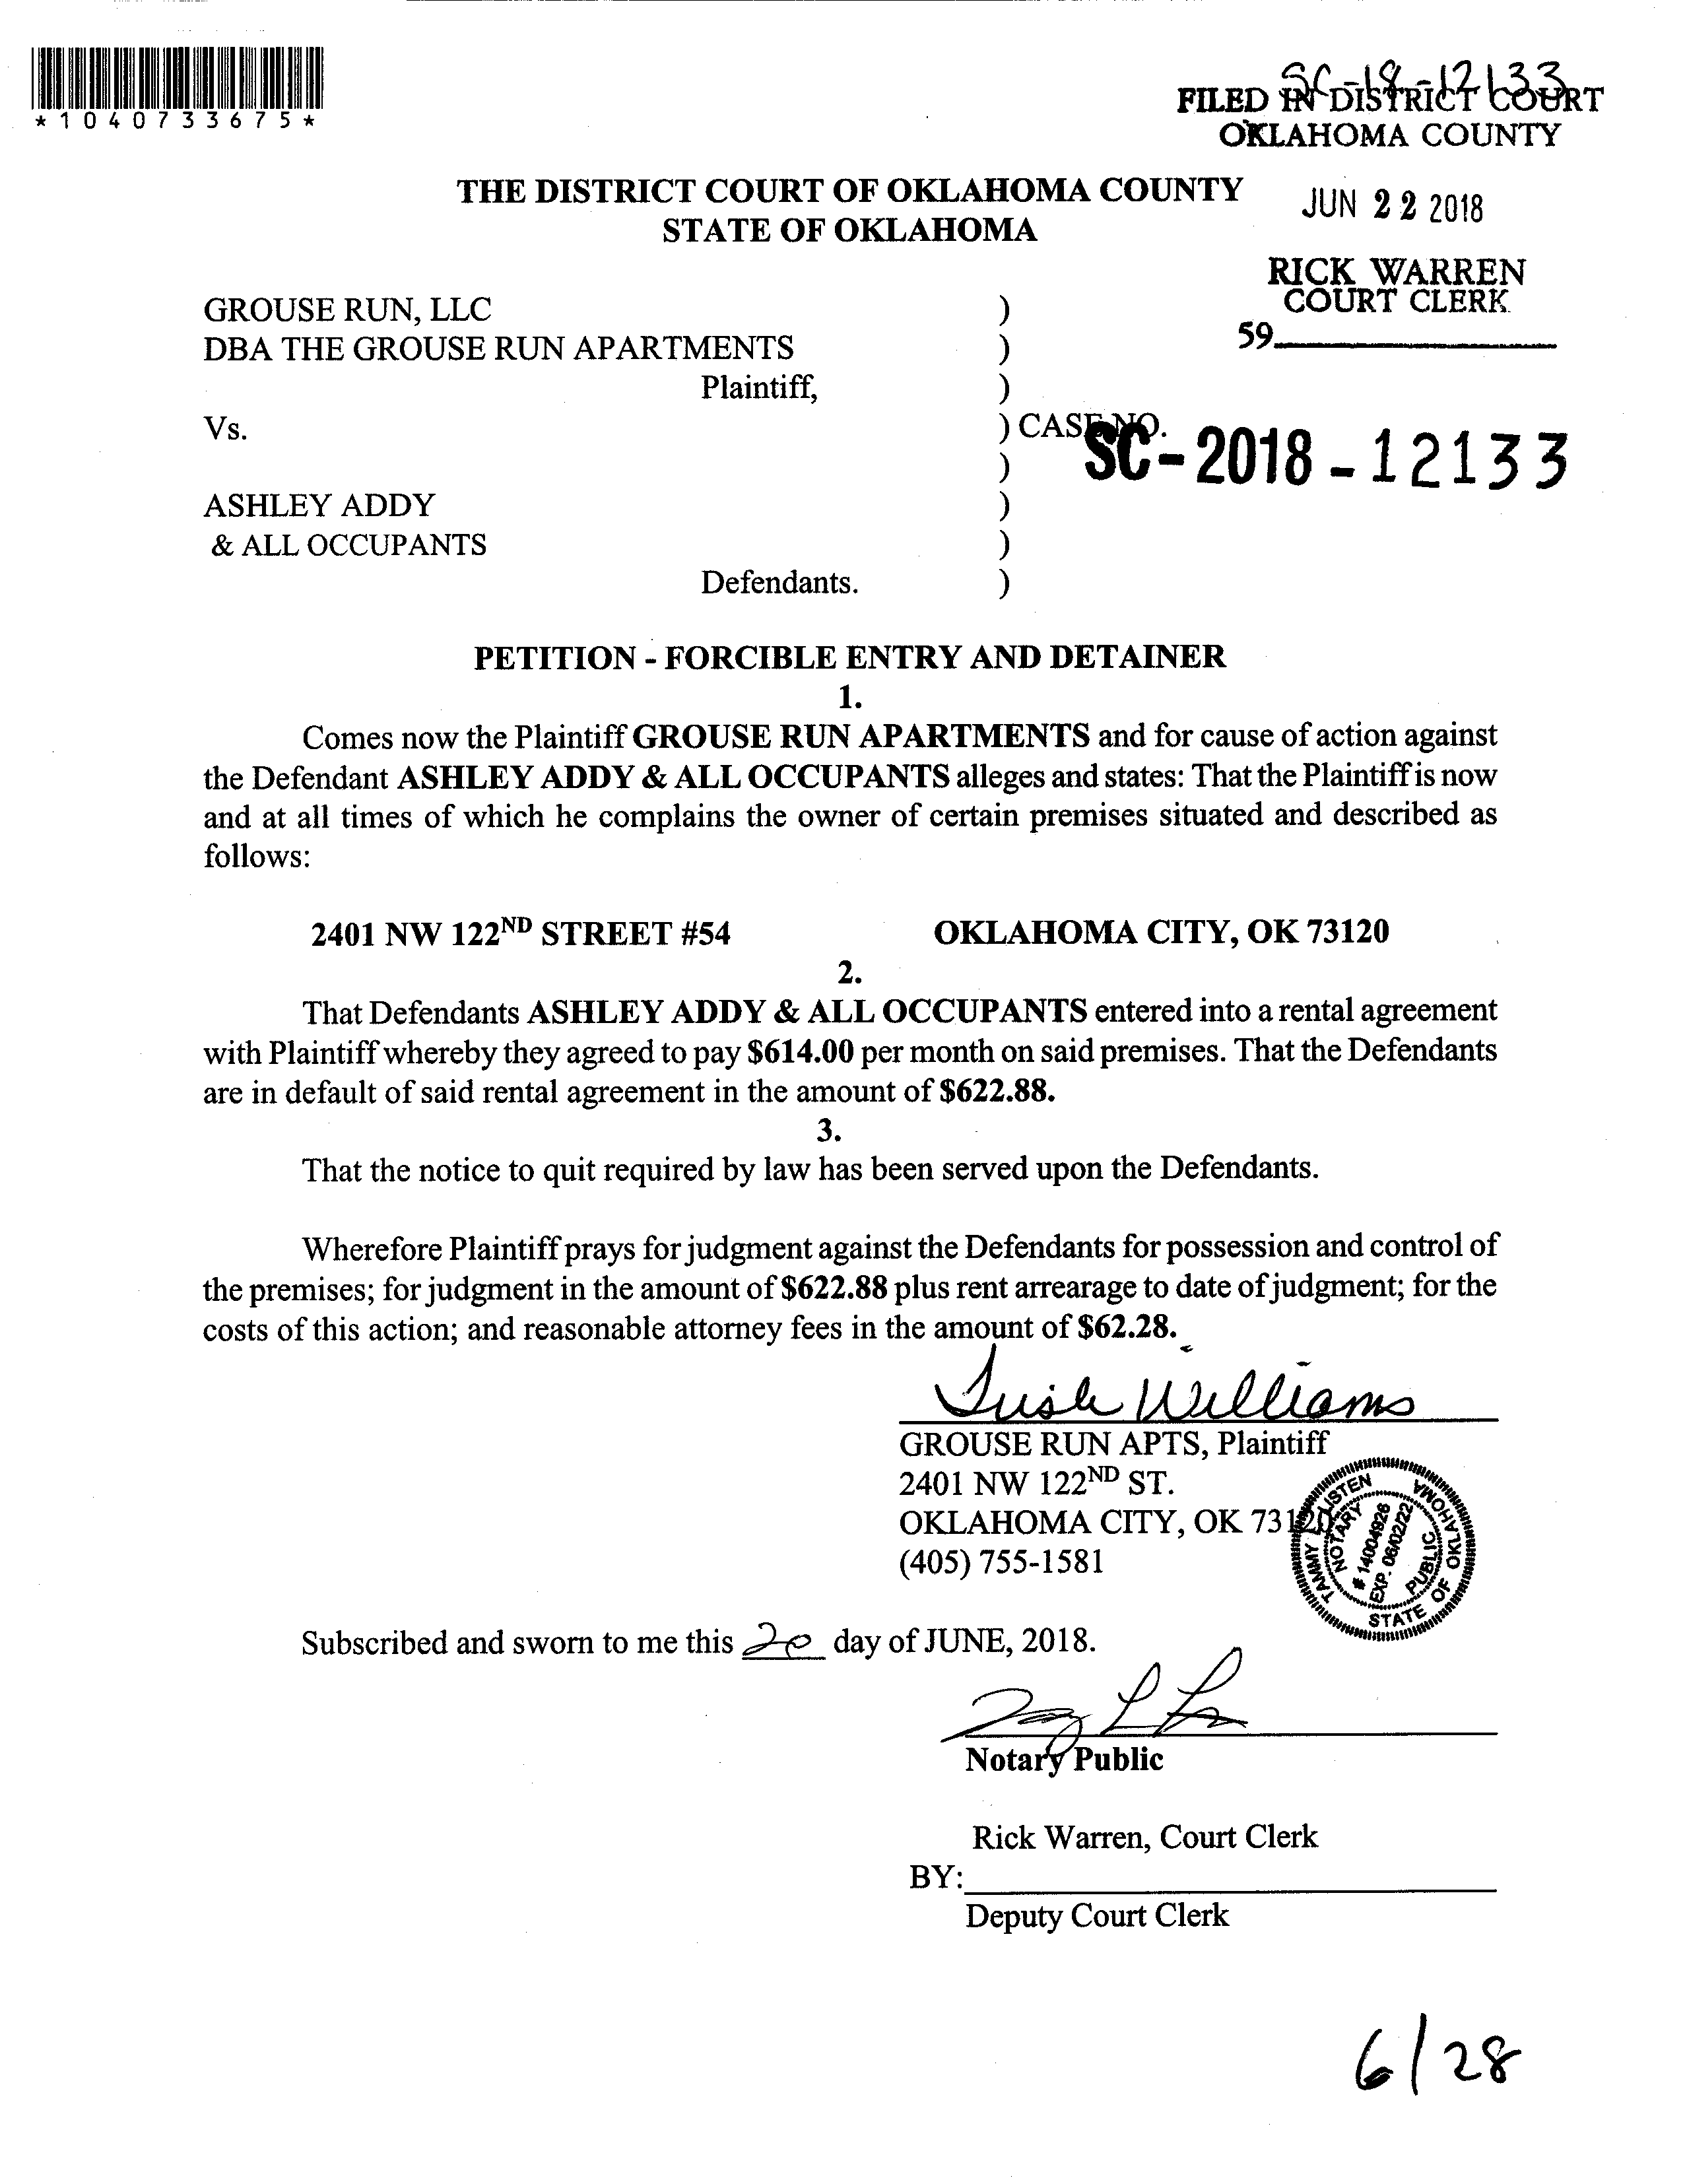 *1040733675*
SC-18-12133
FILED IN DISTRICT COURT
OKLAHOMA COUNTY
JUN 22 2018
RICK WARREN
COURT CLERK
59
THE DISTRICT COURT OF OKLAHOMA COUNTY
STATE OF OKLAHOMA
GROUSE RUN, LLC )
DBA THE GROUSE RUN APARTMENTS )
Plaintiff, )
Vs. ) CASE NO. SC-2018-12133
)
ASHLEY ADDY )
& ALL OCCUPANTS )
Defendants. )
PETITION - FORCIBLE ENTRY AND DETAINER
1.
Comes now the Plaintiff GROUSE RUN APARTMENTS and for cause of action against
the Defendant ASHLEY ADDY & ALL OCCUPANTS alleges and states: That the Plaintiff is now
and at all times of which he complains the owner of certain premises situated and described as
follows:
2401 NW 122ND STREET #54 OKLAHOMA CITY, OK 73120
2.
That Defendants ASHLEY ADDY & ALL OCCUPANTS entered into a rental agreement
with Plaintiff whereby they agreed to pay $614.00 per month on said premises. That the Defendants
are in default of said rental agreement in the amount of $622.88.
3.
That the notice to quit required by law has been served upon the Defendants.
Wherefore Plaintiff prays for judgment against the Defendants for possession and control of
the premises; for judgment in the amount of $622.88 plus rent arrearage to date of judgment; for the
costs of this action; and reasonable attorney fees in the amount of $62.28.
Trish Williams
GROUSE RUN APTS, Plaintiff
2401 NW 122ND ST.
OKLAHOMA CITY, OK 73120
(405) 755-1581
TAMMY LISTEN
NOTARY PUBLIC
# 14004926
EXP. 06/02/22
STATE OF OKLAHOMA
Subscribed and sworn to me this 20 day of JUNE, 2018.
Notary Public
Rick Warren, Court Clerk
BY:
Deputy Court Clerk
6/28